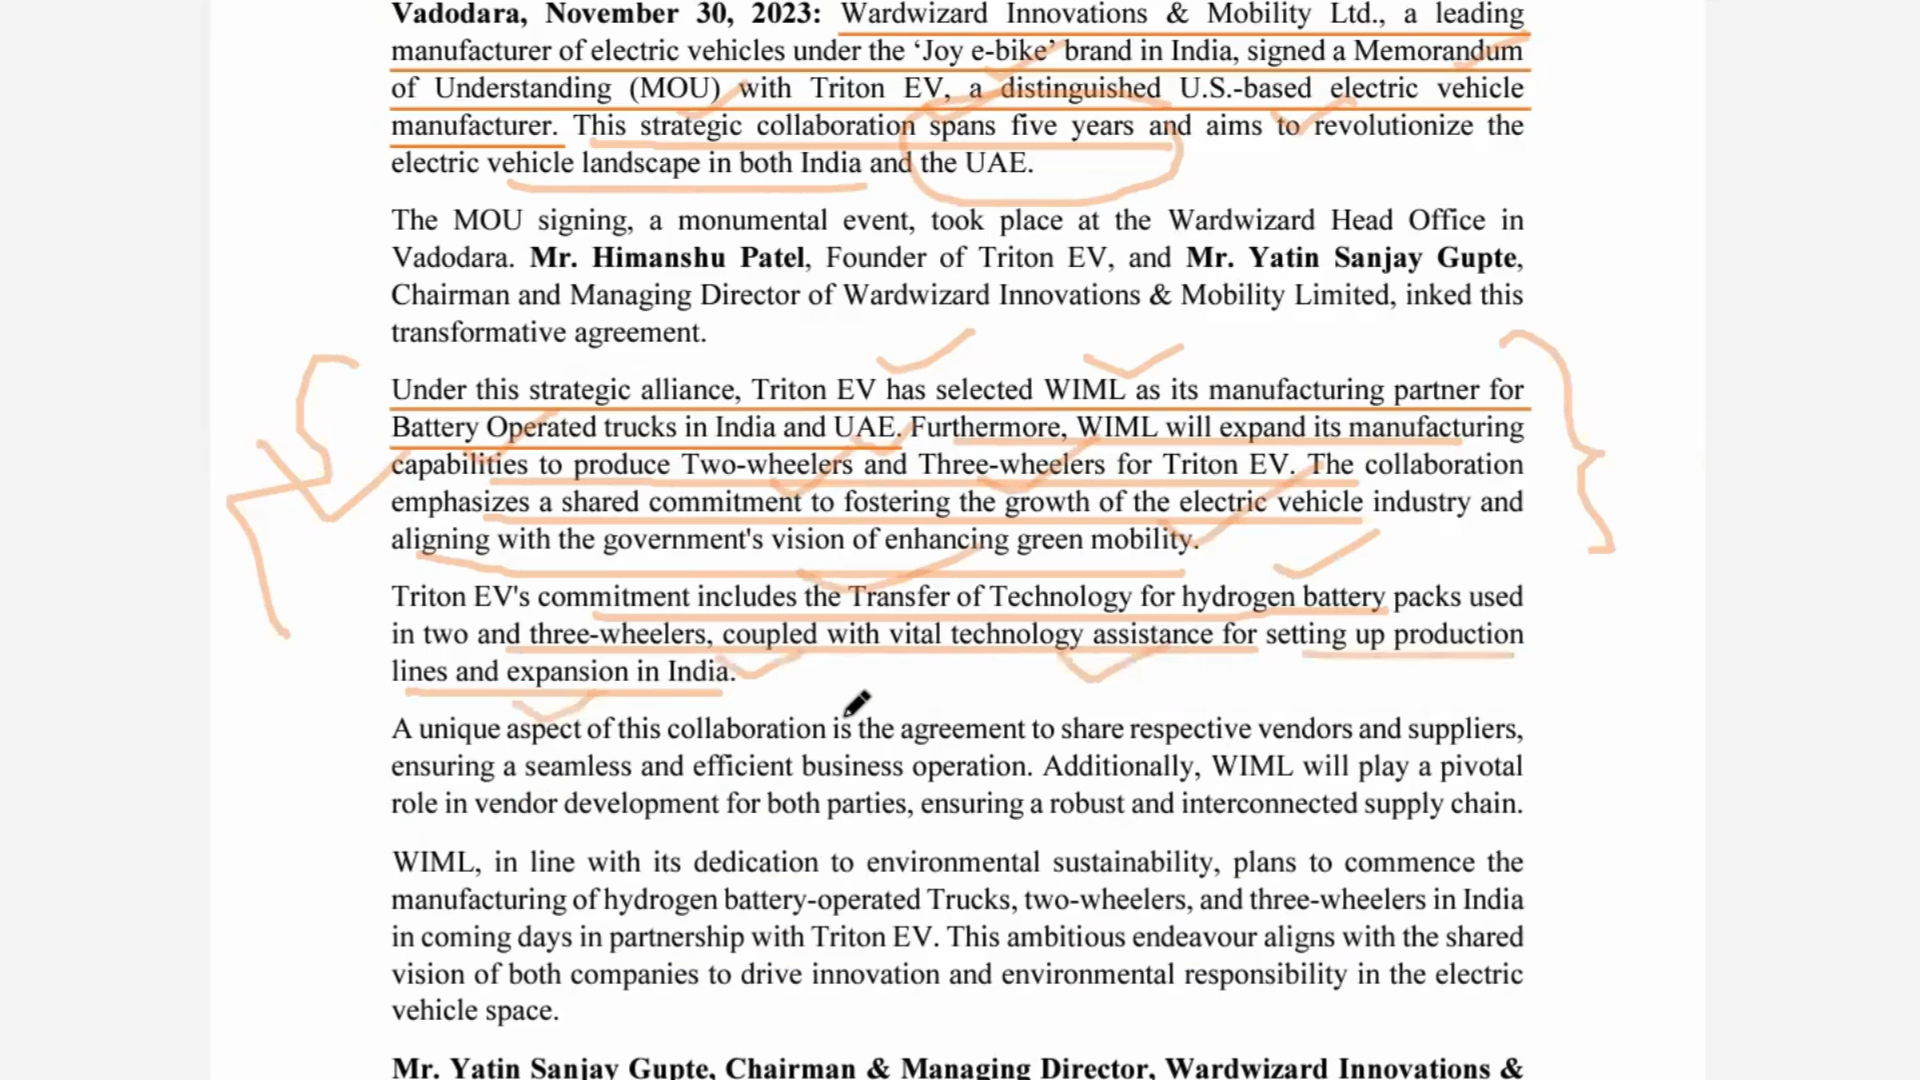 Vadodara, November 30, 2023: Wardwizard Innovations & Mobility Ltd., a leading
manufacturer of electric vehicles under the ‘Joy e-bike’ brand in India, signed a Memorandum
of Understanding (MOU) with Triton EV, a distinguished U.S.-based electric vehicle
manufacturer. This strategic collaboration spans five years and aims to revolutionize the
electric vehicle landscape in both India and the UAE.
The MOU signing, a monumental event, took place at the Wardwizard Head Office in
Vadodara. Mr. Himanshu Patel, Founder of Triton EV, and Mr. Yatin Sanjay Gupte,
Chairman and Managing Director of Wardwizard Innovations & Mobility Limited, inked this
transformative agreement.
Under this strategic alliance, Triton EV has selected WIML as its manufacturing partner for
Battery Operated trucks in India and UAE. Furthermore, WIML will expand its manufacturing
capabilities to produce Two-wheelers and Three-wheelers for Triton EV. The collaboration
emphasizes a shared commitment to fostering the growth of the electric vehicle industry and
aligning with the government's vision of enhancing green mobility.
Triton EV's commitment includes the Transfer of Technology for hydrogen battery packs used
in two and three-wheelers, coupled with vital technology assistance for setting up production
lines and expansion in India.
A unique aspect of this collaboration is the agreement to share respective vendors and suppliers,
ensuring a seamless and efficient business operation. Additionally, WIML will play a pivotal
role in vendor development for both parties, ensuring a robust and interconnected supply chain.
WIML, in line with its dedication to environmental sustainability, plans to commence the
manufacturing of hydrogen battery-operated Trucks, two-wheelers, and three-wheelers in India
in coming days in partnership with Triton EV. This ambitious endeavour aligns with the shared
vision of both companies to drive innovation and environmental responsibility in the electric
vehicle space.
Mr. Yatin Sanjay Gupte, Chairman & Managing Director, Wardwizard Innovations &